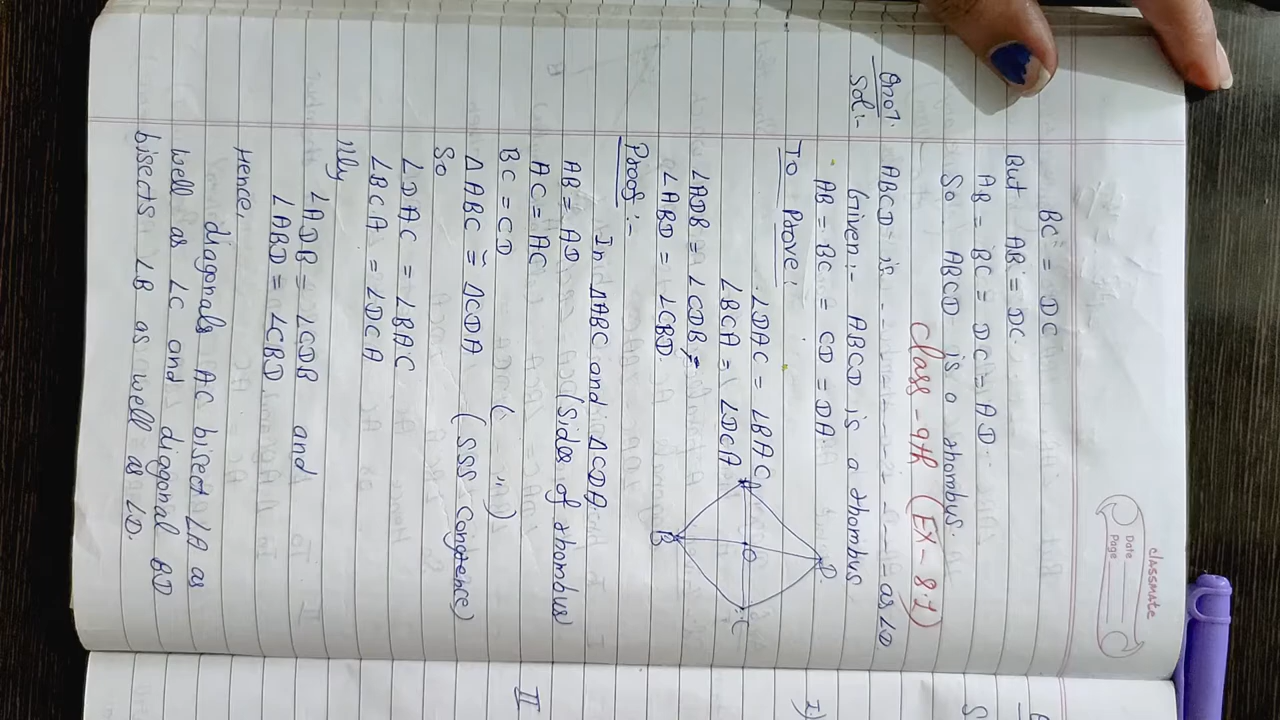 classmate
Date
Page
BC = DC
But AB = DC
AB = BC = DC = AD
So ABCD is a rhombus.
Class - 9th (EX - 8.1)
Qno7. ABCD is - - - - - - - - as ∠D
Sol:- Given:- ABCD is a rhombus
AB = BC = CD = DA.
To Prove:
∠DAC = ∠BAC
∠BCA = ∠DCA
∠ADB = ∠CDB,
∠ABD = ∠CBD.
A
D
O
C
B
Proof :-
In ΔABC and ΔCDA
AB = AD (Sides of rhombus)
AC = AC
BC = CD ( " )
ΔABC ≅ ΔCDA (SSS Congrence)
So
∠DAC = ∠BAC
∠BCA = ∠DCA
Illy
∠ADB = ∠CDB and
∠ABD = ∠CBD
Hence,
diagonals AC bisect ∠A as
well as ∠C and diagonal BD
bisects ∠B as well as ∠D.
I)
II